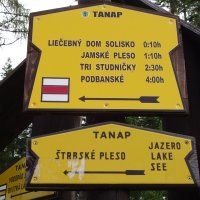 TANAP
LIEČEBNÝ DOM SOLISKO 0:10h
JAMSKÉ PLESO 1:10h
TRI STUDNIČKY 2:30h
PODBANSKÉ 4:00h
TANAP
ŠTRBSKÉ PLESO
JAZERO
LAKE
SEE
TANAP